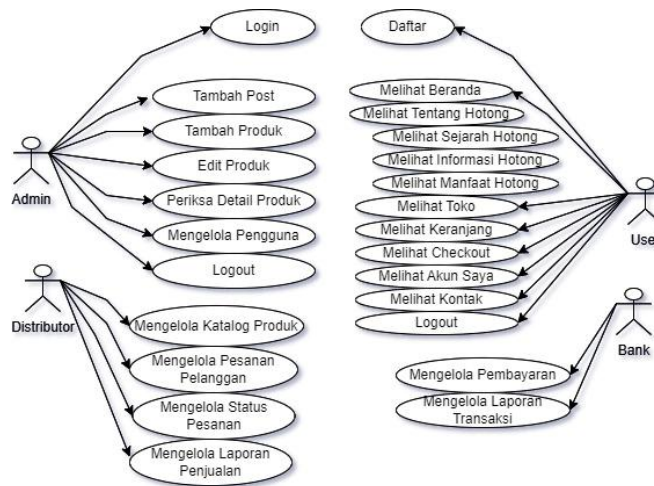 Login
Daftar
Tambah Post
Tambah Produk
Edit Produk
Periksa Detail Produk
Mengelola Pengguna
Logout
Admin
Melihat Beranda
Melihat Tentang Hotong
Melihat Sejarah Hotong
Melihat Informasi Hotong
Melihat Manfaat Hotong
Melihat Toko
Melihat Keranjang
Melihat Checkout
Melihat Akun Saya
Melihat Kontak
Logout
Use
Distributor
Mengelola Katalog Produk
Mengelola Pesanan
Pelanggan
Mengelola Status
Pesanan
Mengelola Laporan
Penjualan
Bank
Mengelola Pembayaran
Mengelola Laporan
Transaksi